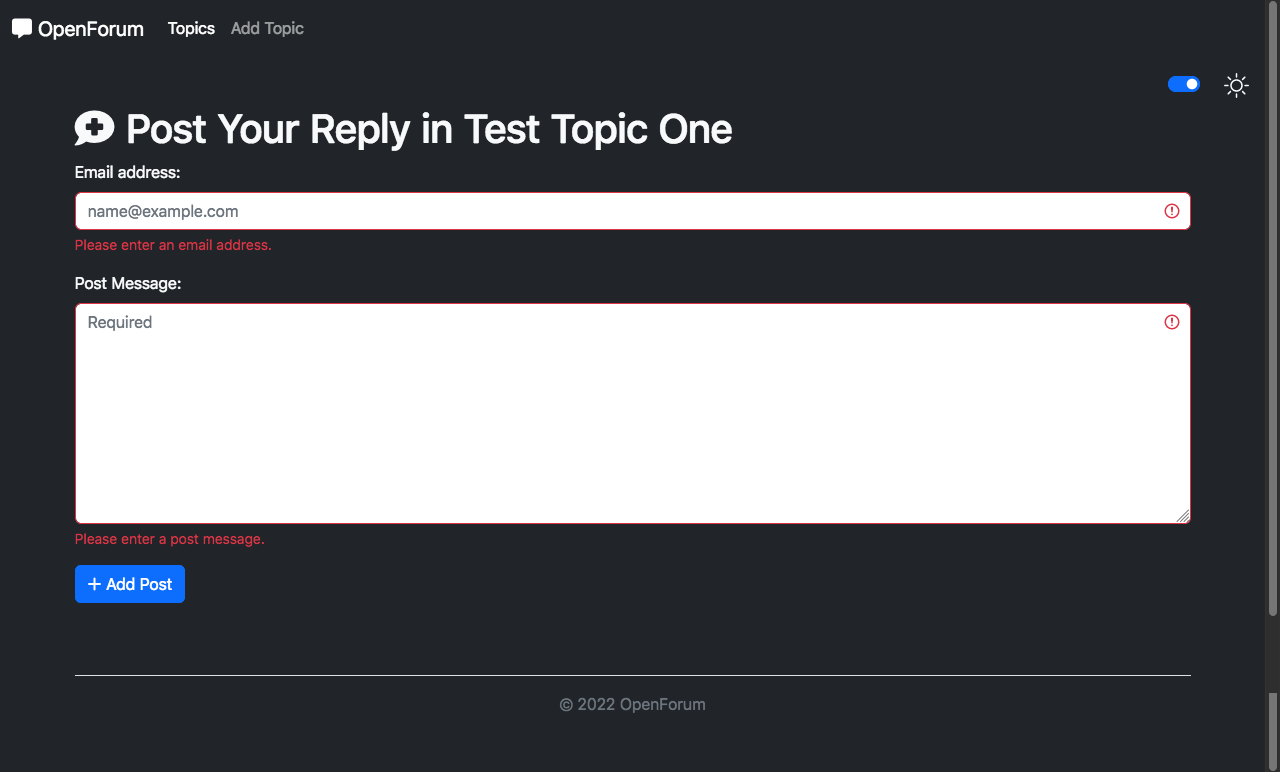 OpenForum Topics Add Topic
Post Your Reply in Test Topic One
Email address:
name@example.com
Please enter an email address.
Post Message:
Required
Please enter a post message.
+ Add Post
© 2022 OpenForum